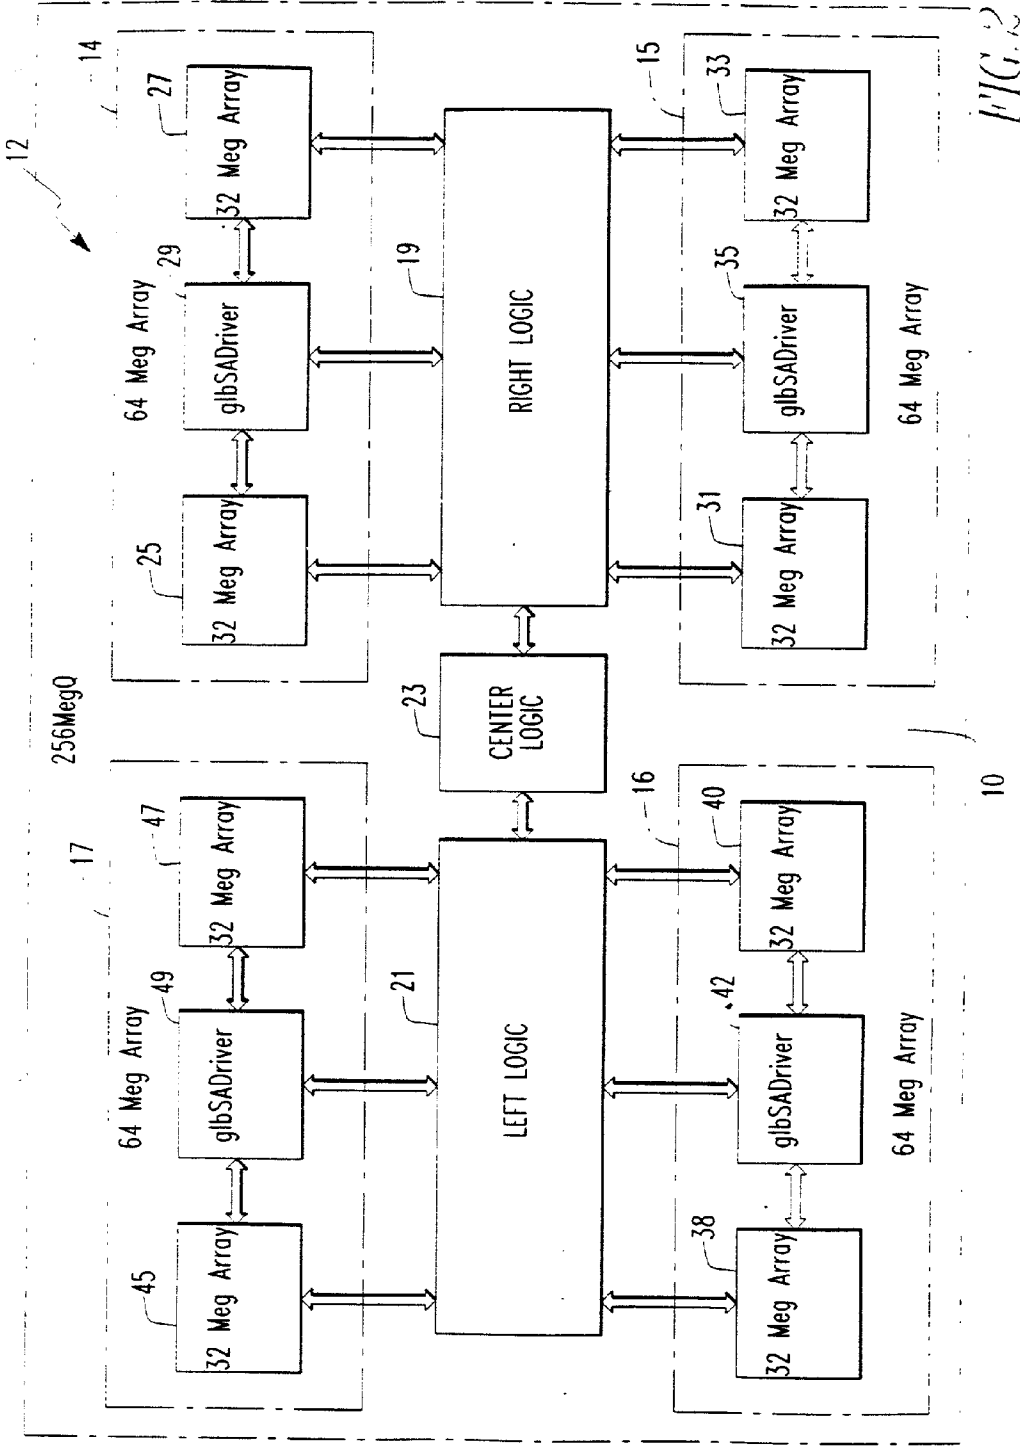 12
256MegQ
17
14
64 Meg Array
64 Meg Array
45
49
47
25
29
27
32 Meg Array
glbSADriver
32 Meg Array
32 Meg Array
glbSADriver
32 Meg Array
21
23
19
LEFT LOGIC
CENTER
LOGIC
RIGHT LOGIC
16
15
38
42
40
31
35
33
32 Meg Array
glbSADriver
32 Meg Array
32 Meg Array
glbSADriver
32 Meg Array
64 Meg Array
64 Meg Array
10
FIG. 2